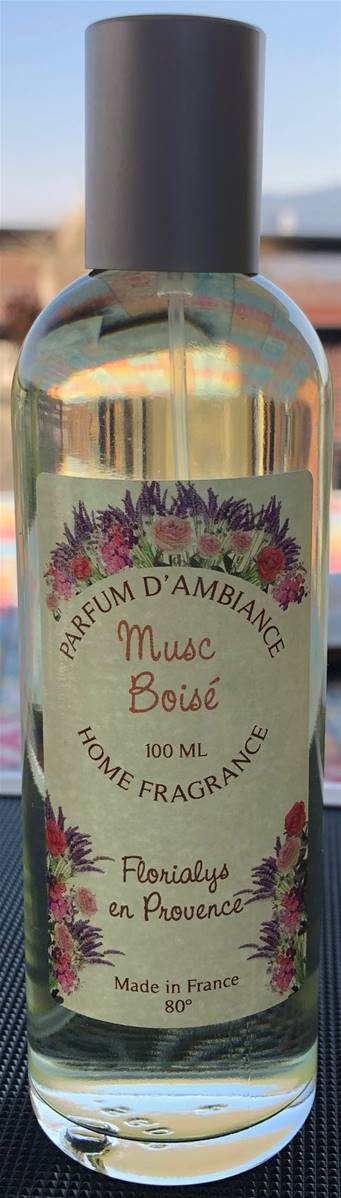 PARFUM D'AMBIANCE
Musc
Boisé
100 ML
HOME FRAGRANCE
Florialys
en Provence
Made in France
80°